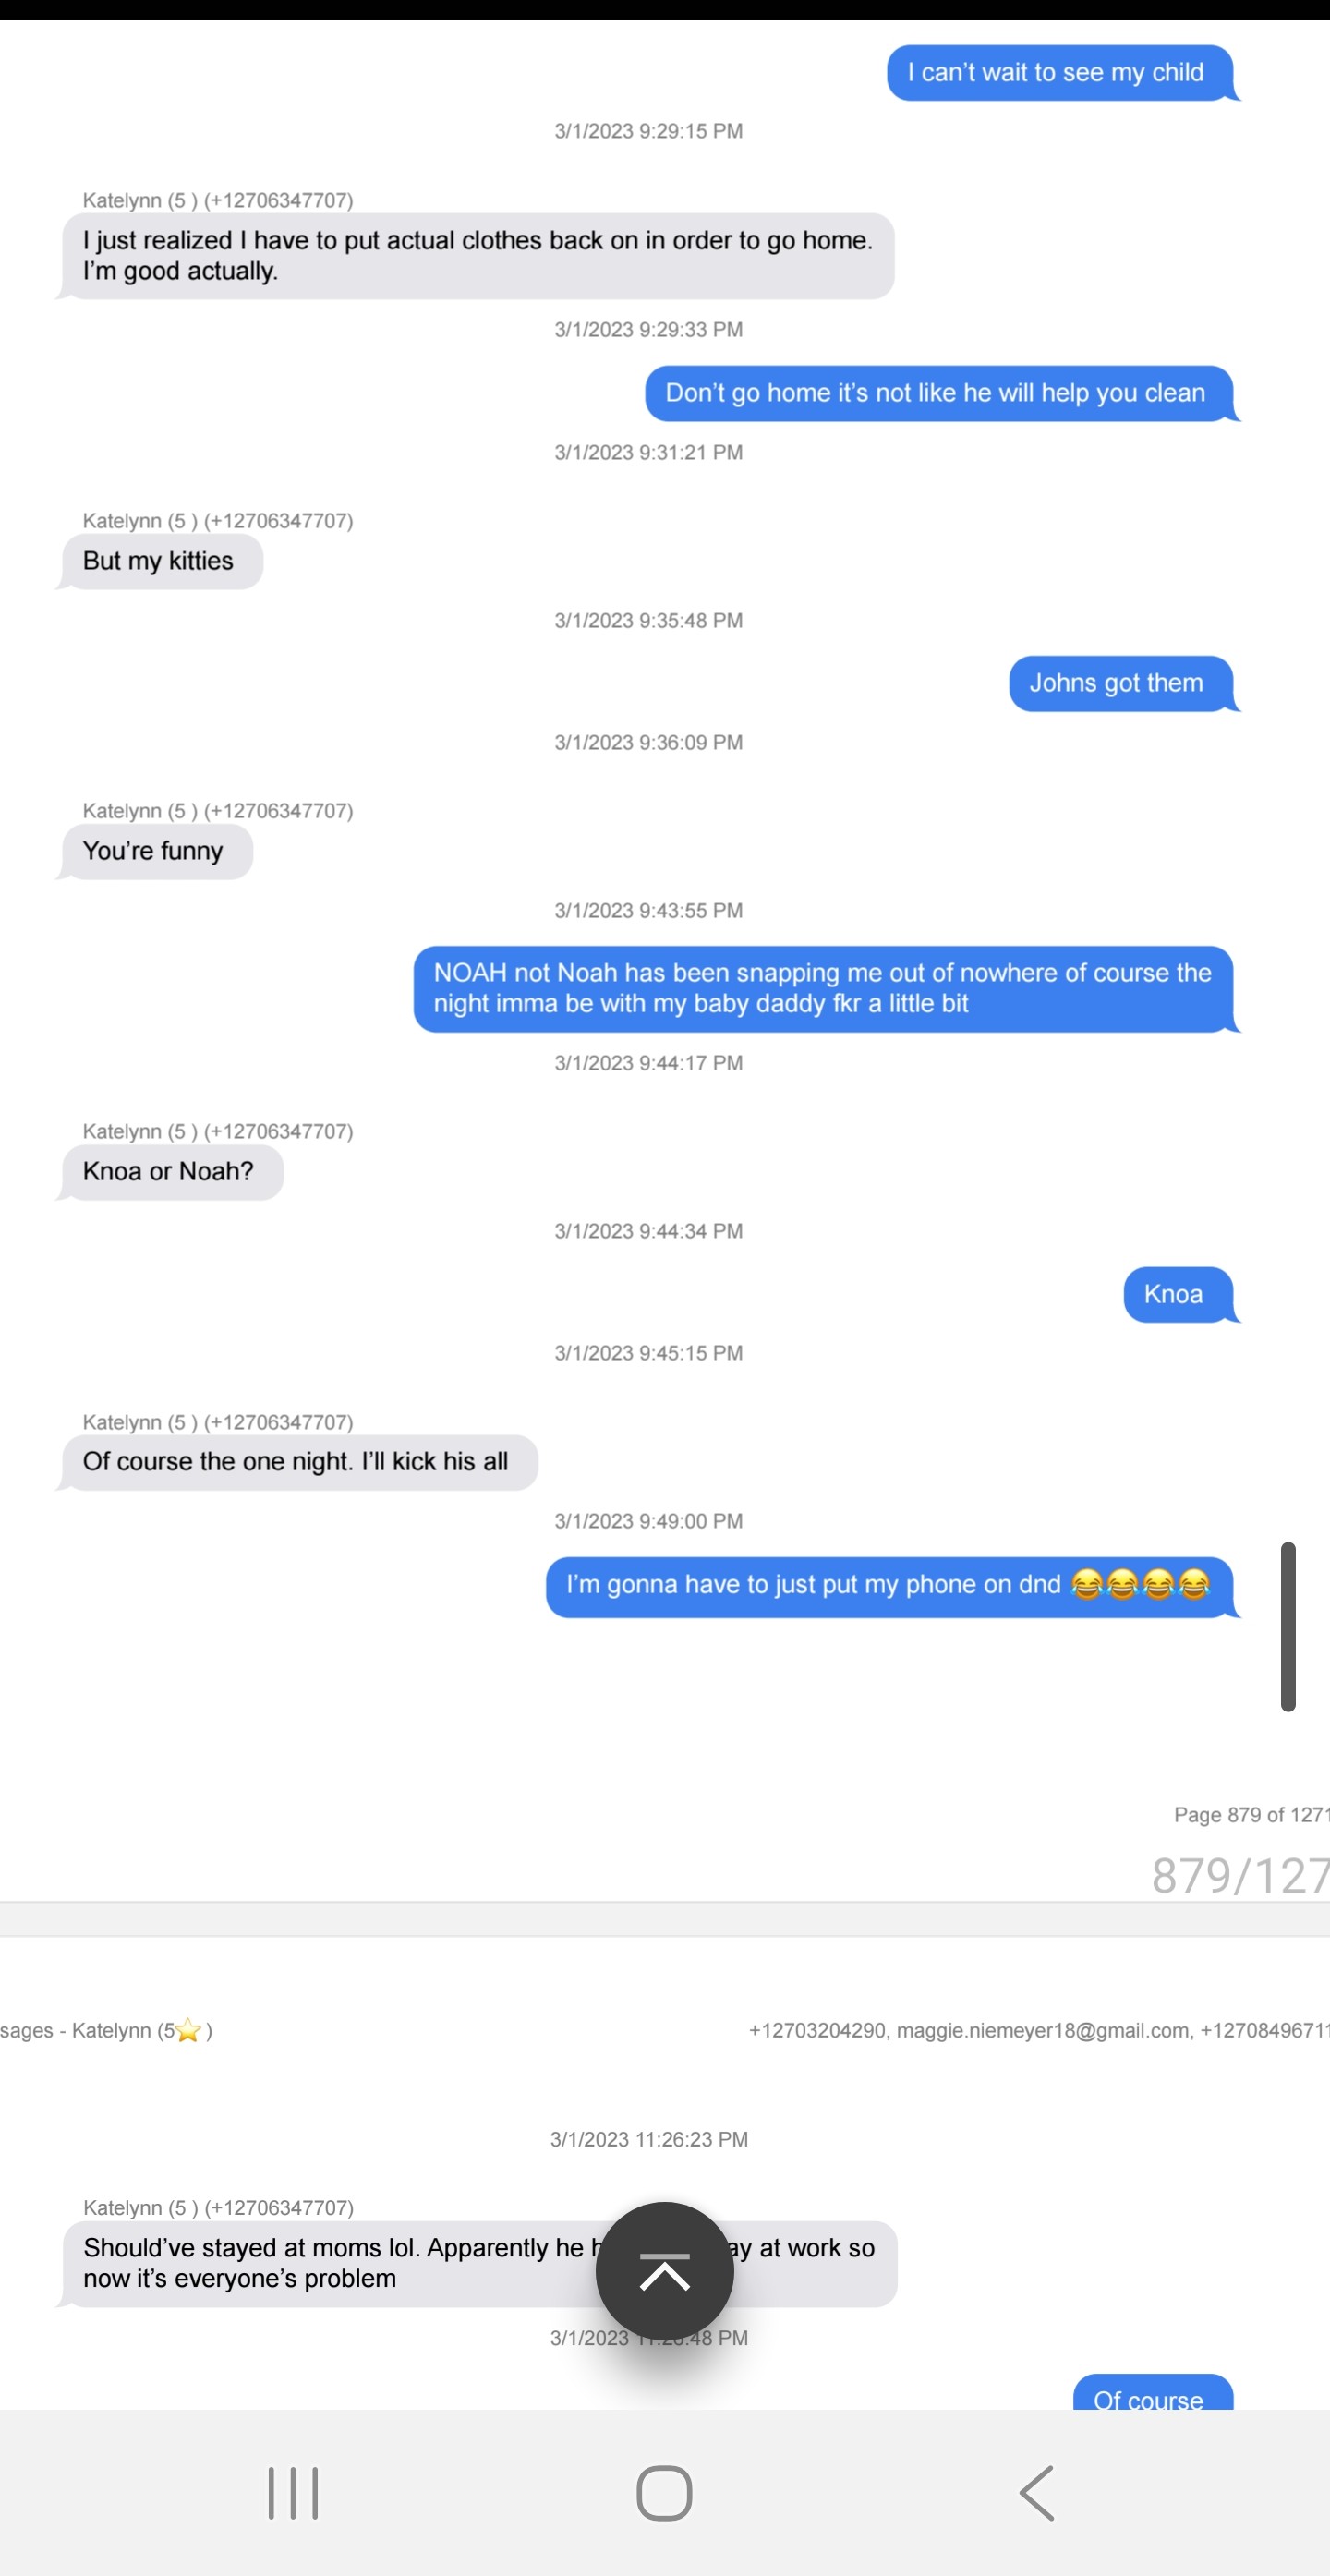 I can’t wait to see my child
3/1/2023 9:29:15 PM
Katelynn (5 ) (+12706347707)
I just realized I have to put actual clothes back on in order to go home.
I’m good actually.
3/1/2023 9:29:33 PM
Don’t go home it’s not like he will help you clean
3/1/2023 9:31:21 PM
Katelynn (5 ) (+12706347707)
But my kitties
3/1/2023 9:35:48 PM
Johns got them
3/1/2023 9:36:09 PM
Katelynn (5 ) (+12706347707)
You’re funny
3/1/2023 9:43:55 PM
NOAH not Noah has been snapping me out of nowhere of course the
night imma be with my baby daddy fkr a little bit
3/1/2023 9:44:17 PM
Katelynn (5 ) (+12706347707)
Knoa or Noah?
3/1/2023 9:44:34 PM
Knoa
3/1/2023 9:45:15 PM
Katelynn (5 ) (+12706347707)
Of course the one night. I’ll kick his all
3/1/2023 9:49:00 PM
I’m gonna have to just put my phone on dnd 😂😂😂😂
Page 879 of 1271
879/127
sages - Katelynn (5⭐ )
+12703204290, maggie.niemeyer18@gmail.com, +12708496711
3/1/2023 11:26:23 PM
Katelynn (5 ) (+12706347707)
Should’ve stayed at moms lol. Apparently he h ay at work so
now it’s everyone’s problem
3/1/2023 48 PM
Of course